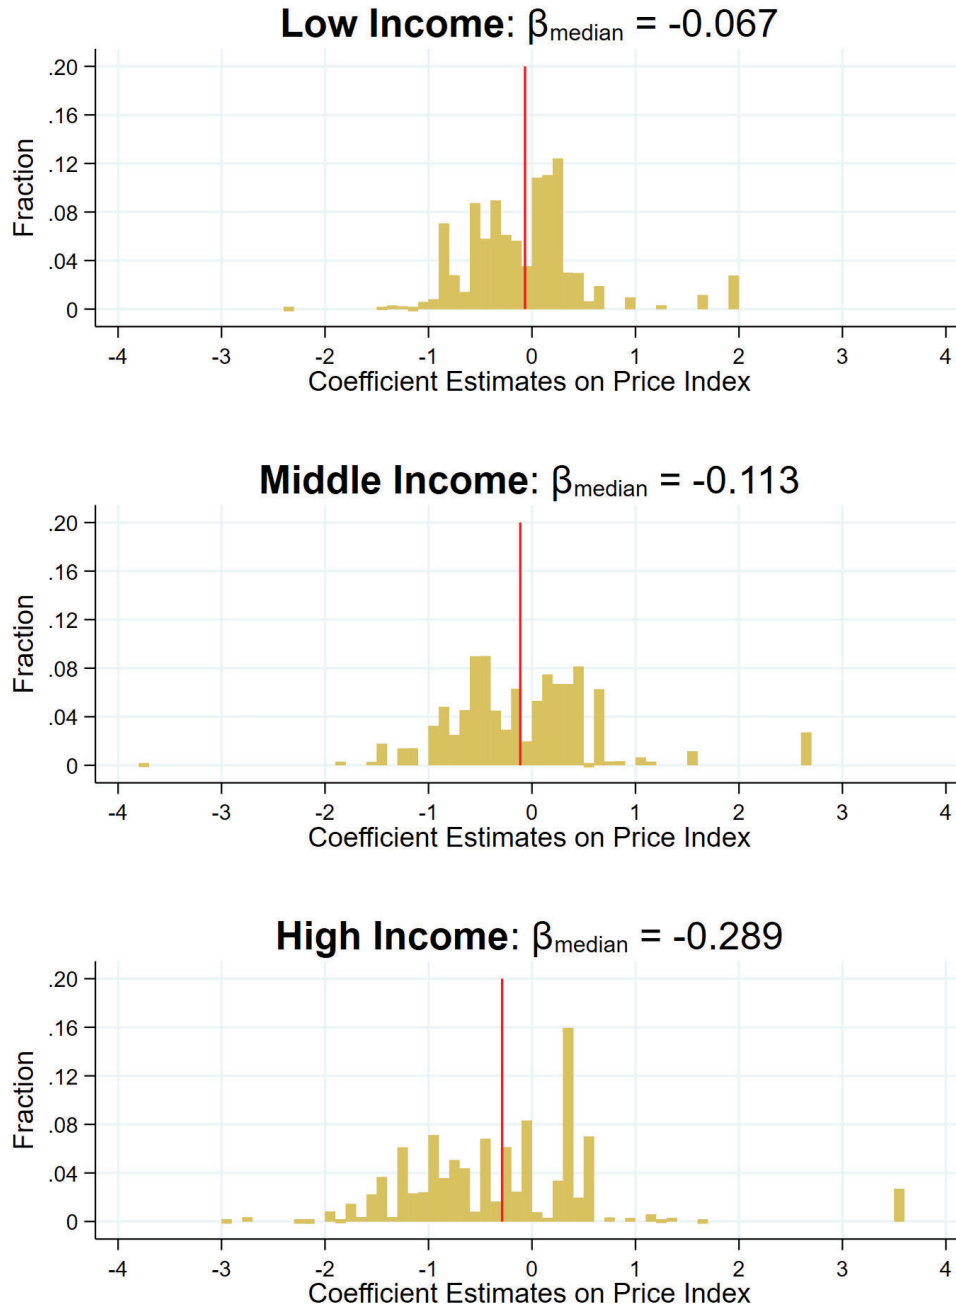 Low Income: βmedian = -0.067
.20
.16
.12
.08
.04
0
Fraction
-4 -3 -2 -1 0 1 2 3 4
Coefficient Estimates on Price Index
Middle Income: βmedian = -0.113
.20
.16
.12
.08
.04
0
Fraction
-4 -3 -2 -1 0 1 2 3 4
Coefficient Estimates on Price Index
High Income: βmedian = -0.289
.20
.16
.12
.08
.04
0
Fraction
-4 -3 -2 -1 0 1 2 3 4
Coefficient Estimates on Price Index